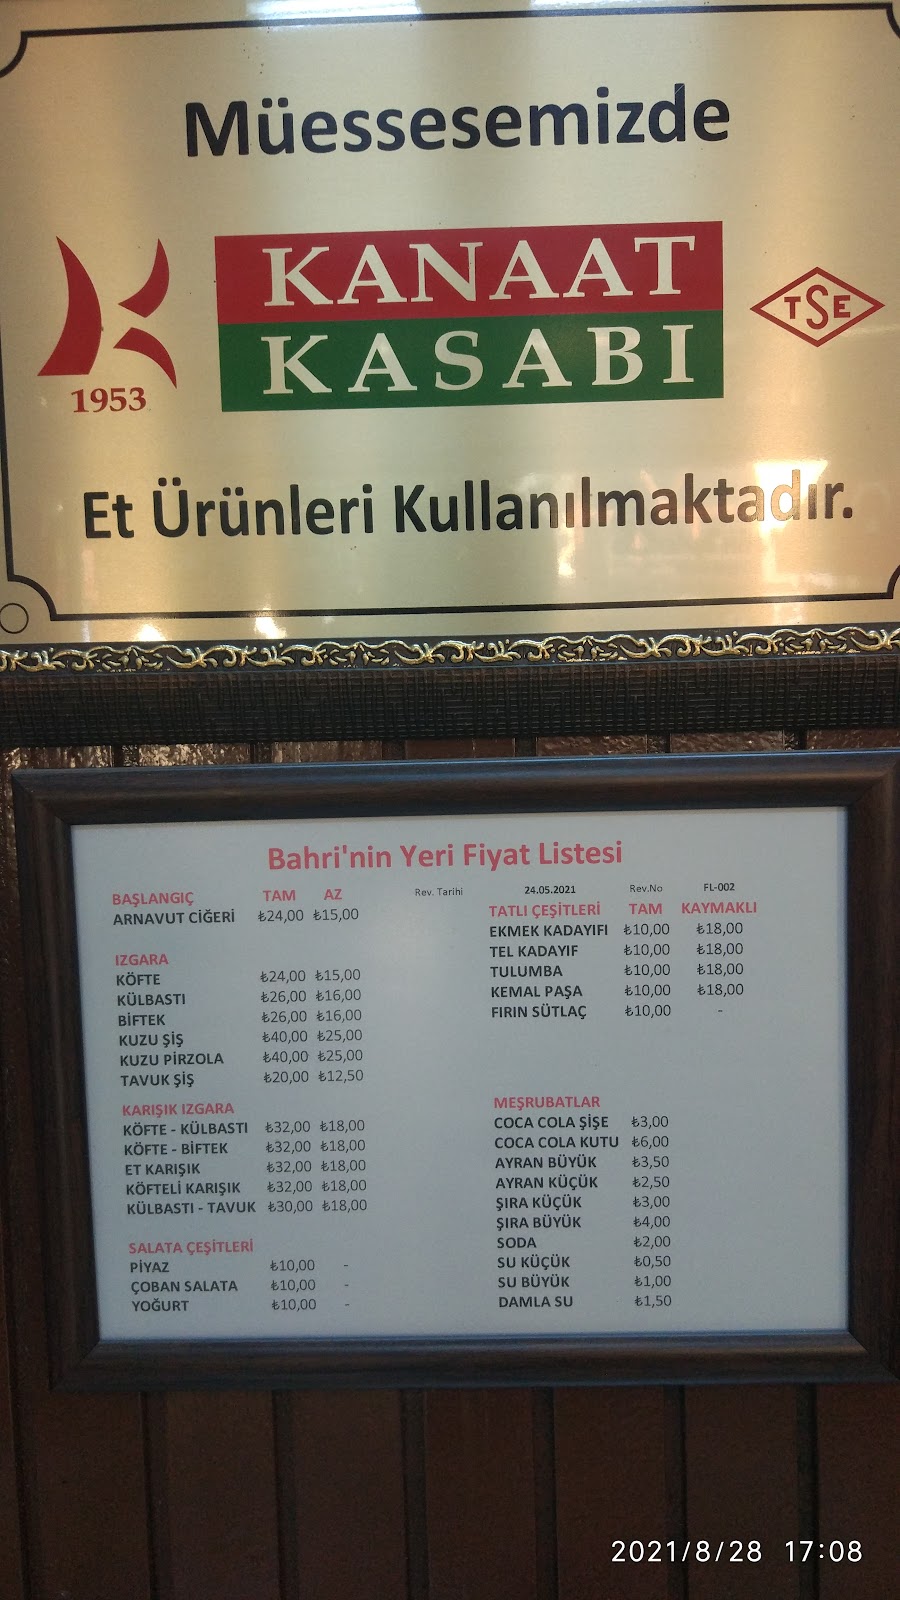 Müessesemizde
KANAAT
KASABI
1953
TSE
Et Ürünleri Kullanılmaktadır.
Bahri'nin Yeri Fiyat Listesi
Rev. Tarihi 24.05.2021 Rev.No FL-002
BAŞLANGIÇ TAM AZ
ARNAVUT CİĞERİ ₺24,00 ₺15,00
IZGARA
KÖFTE ₺24,00 ₺15,00
KÜLBASTI ₺26,00 ₺16,00
BİFTEK ₺26,00 ₺16,00
KUZU ŞİŞ ₺40,00 ₺25,00
KUZU PİRZOLA ₺40,00 ₺25,00
TAVUK ŞİŞ ₺20,00 ₺12,50
KARIŞIK IZGARA
KÖFTE - KÜLBASTI ₺32,00 ₺18,00
KÖFTE - BİFTEK ₺32,00 ₺18,00
ET KARIŞIK ₺32,00 ₺18,00
KÖFTELİ KARIŞIK ₺32,00 ₺18,00
KÜLBASTI - TAVUK ₺30,00 ₺18,00
SALATA ÇEŞİTLERİ
PİYAZ ₺10,00 -
ÇOBAN SALATA ₺10,00 -
YOĞURT ₺10,00 -
TATLI ÇEŞİTLERİ TAM KAYMAKLI
EKMEK KADAYIFI ₺10,00 ₺18,00
TEL KADAYIF ₺10,00 ₺18,00
TULUMBA ₺10,00 ₺18,00
KEMAL PAŞA ₺10,00 ₺18,00
FIRIN SÜTLAÇ ₺10,00 -
MEŞRUBATLAR
COCA COLA ŞİŞE ₺3,00
COCA COLA KUTU ₺6,00
AYRAN BÜYÜK ₺3,50
AYRAN KÜÇÜK ₺2,50
ŞIRA KÜÇÜK ₺3,00
ŞIRA BÜYÜK ₺4,00
SODA ₺2,00
SU KÜÇÜK ₺0,50
SU BÜYÜK ₺1,00
DAMLA SU ₺1,50
2021/8/28 17:08